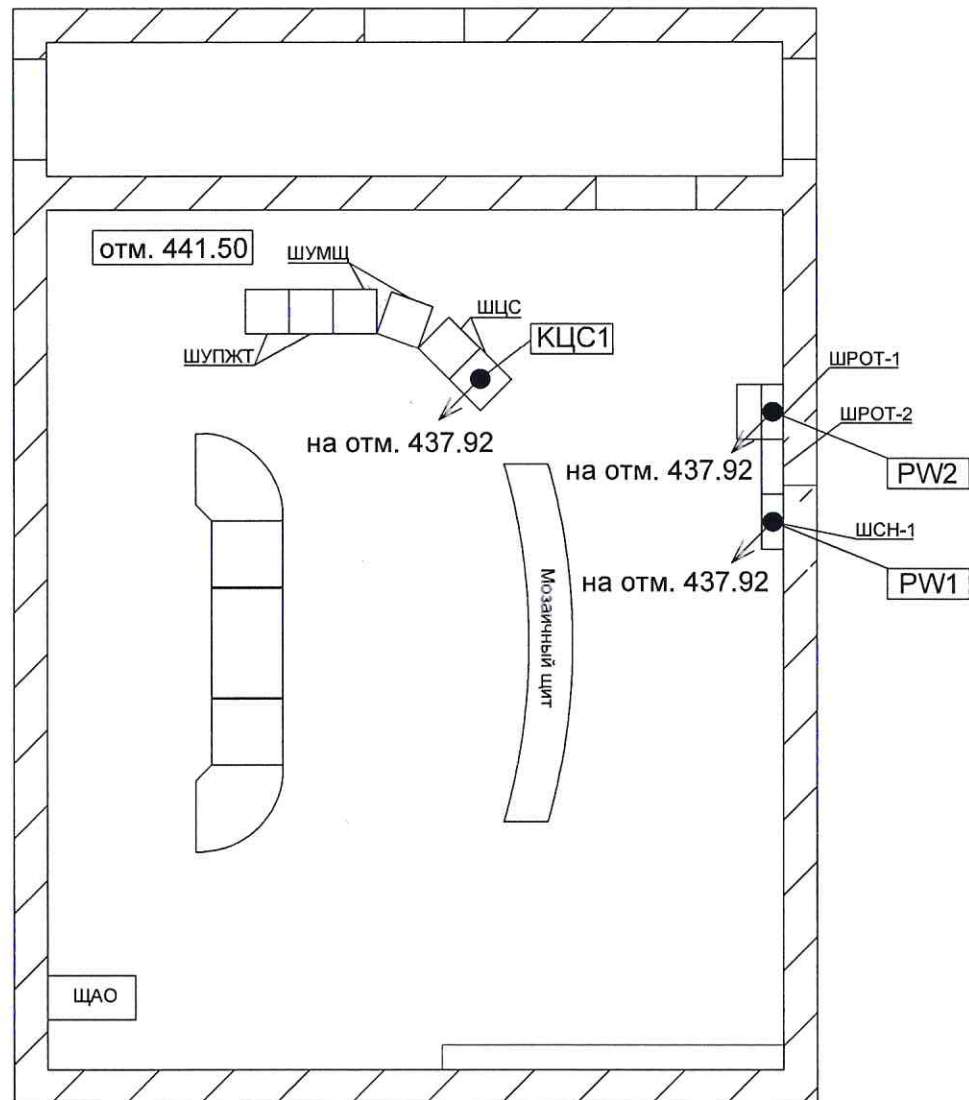 отм. 441.50
ШУМЩ
ШЦС
ШУПЖТ
КЦС1
ШРОТ-1
на отм. 437.92
ШРОТ-2
на отм. 437.92
PW2
ШСН-1
на отм. 437.92
PW1
Мозаичный щит
ЩАО